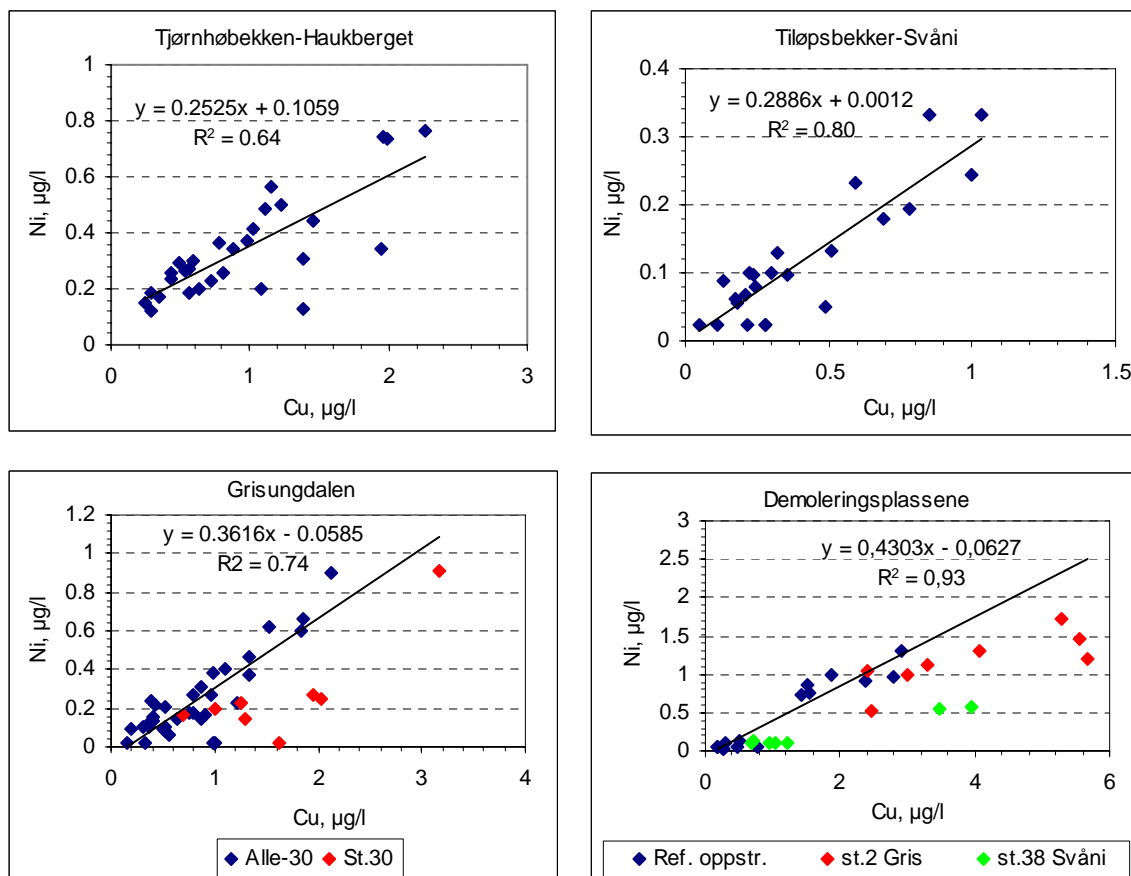 Tjørnhøbekken-Haukberget
y = 0.2525x + 0.1059
R² = 0.64
Ni, µg/l
1
0.8
0.6
0.4
0.2
0
0 1 2 3
Cu, µg/l
Tiløpsbekker-Svåni
y = 0.2886x + 0.0012
R² = 0.80
Ni, µg/l
0.4
0.3
0.2
0.1
0
0 0.5 1 1.5
Cu, µg/l
Grisungdalen
y = 0.3616x - 0.0585
R2 = 0.74
Ni, µg/l
1.2
1
0.8
0.6
0.4
0.2
0
0 1 2 3 4
Cu, µg/l
Alle-30 St.30
Demoleringsplassene
y = 0,4303x - 0,0627
R² = 0,93
Ni, µg/l
3
2.5
2
1.5
1
0.5
0
0 2 4 6
Cu, µg/l
Ref. oppstr. st.2 Gris st.38 Svåni